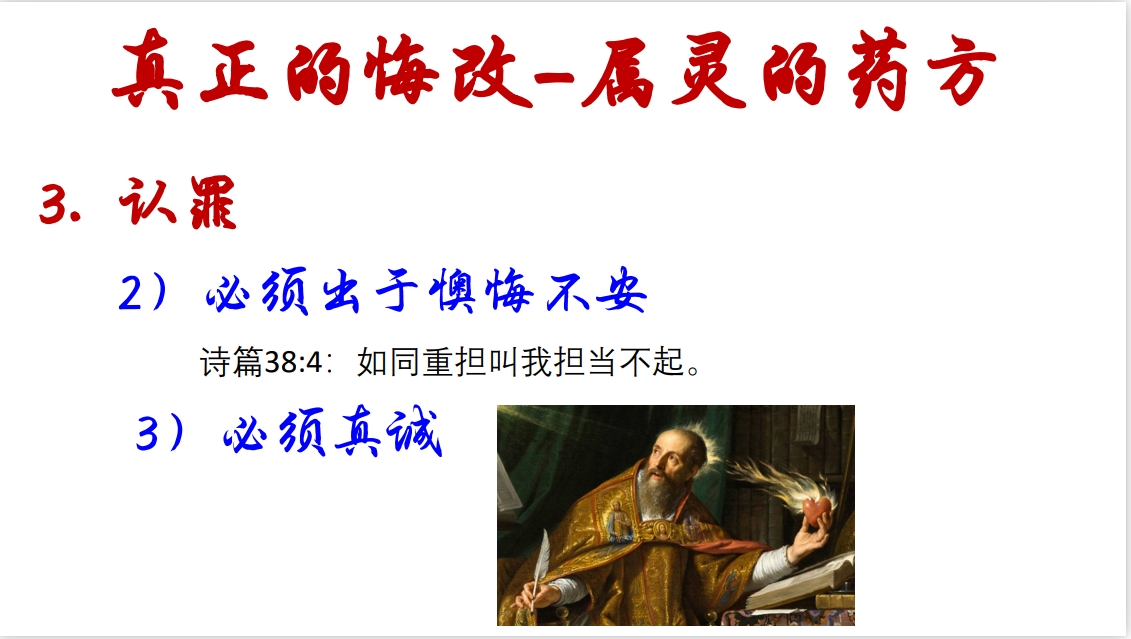 真正的悔改-属灵的药方
3. 认罪
2）必须出于懊悔不安
诗篇38:4：如同重担叫我担当不起。
3）必须真诚